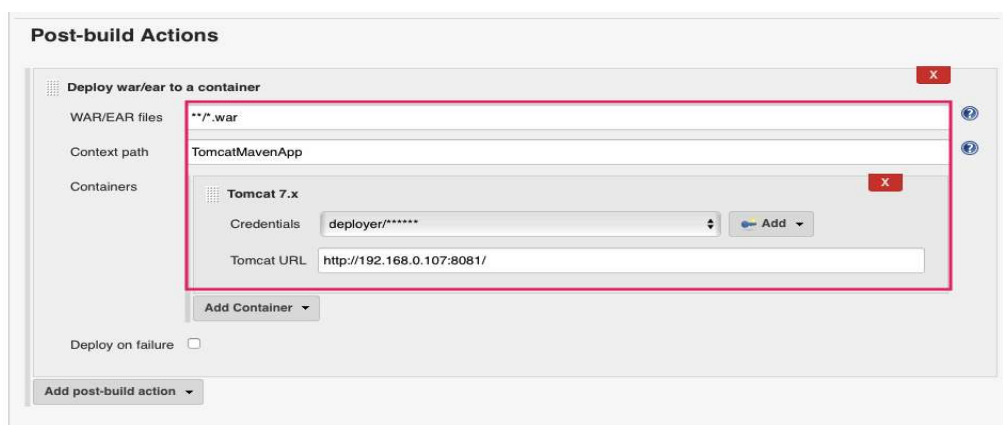 Post-build Actions
X
Deploy war/ear to a container
WAR/EAR files **/*.war
Context path TomcatMavenApp
Containers
X
Tomcat 7.x
Credentials deployer/****** Add
Tomcat URL http://192.168.0.107:8081/
Add Container
Deploy on failure
Add post-build action